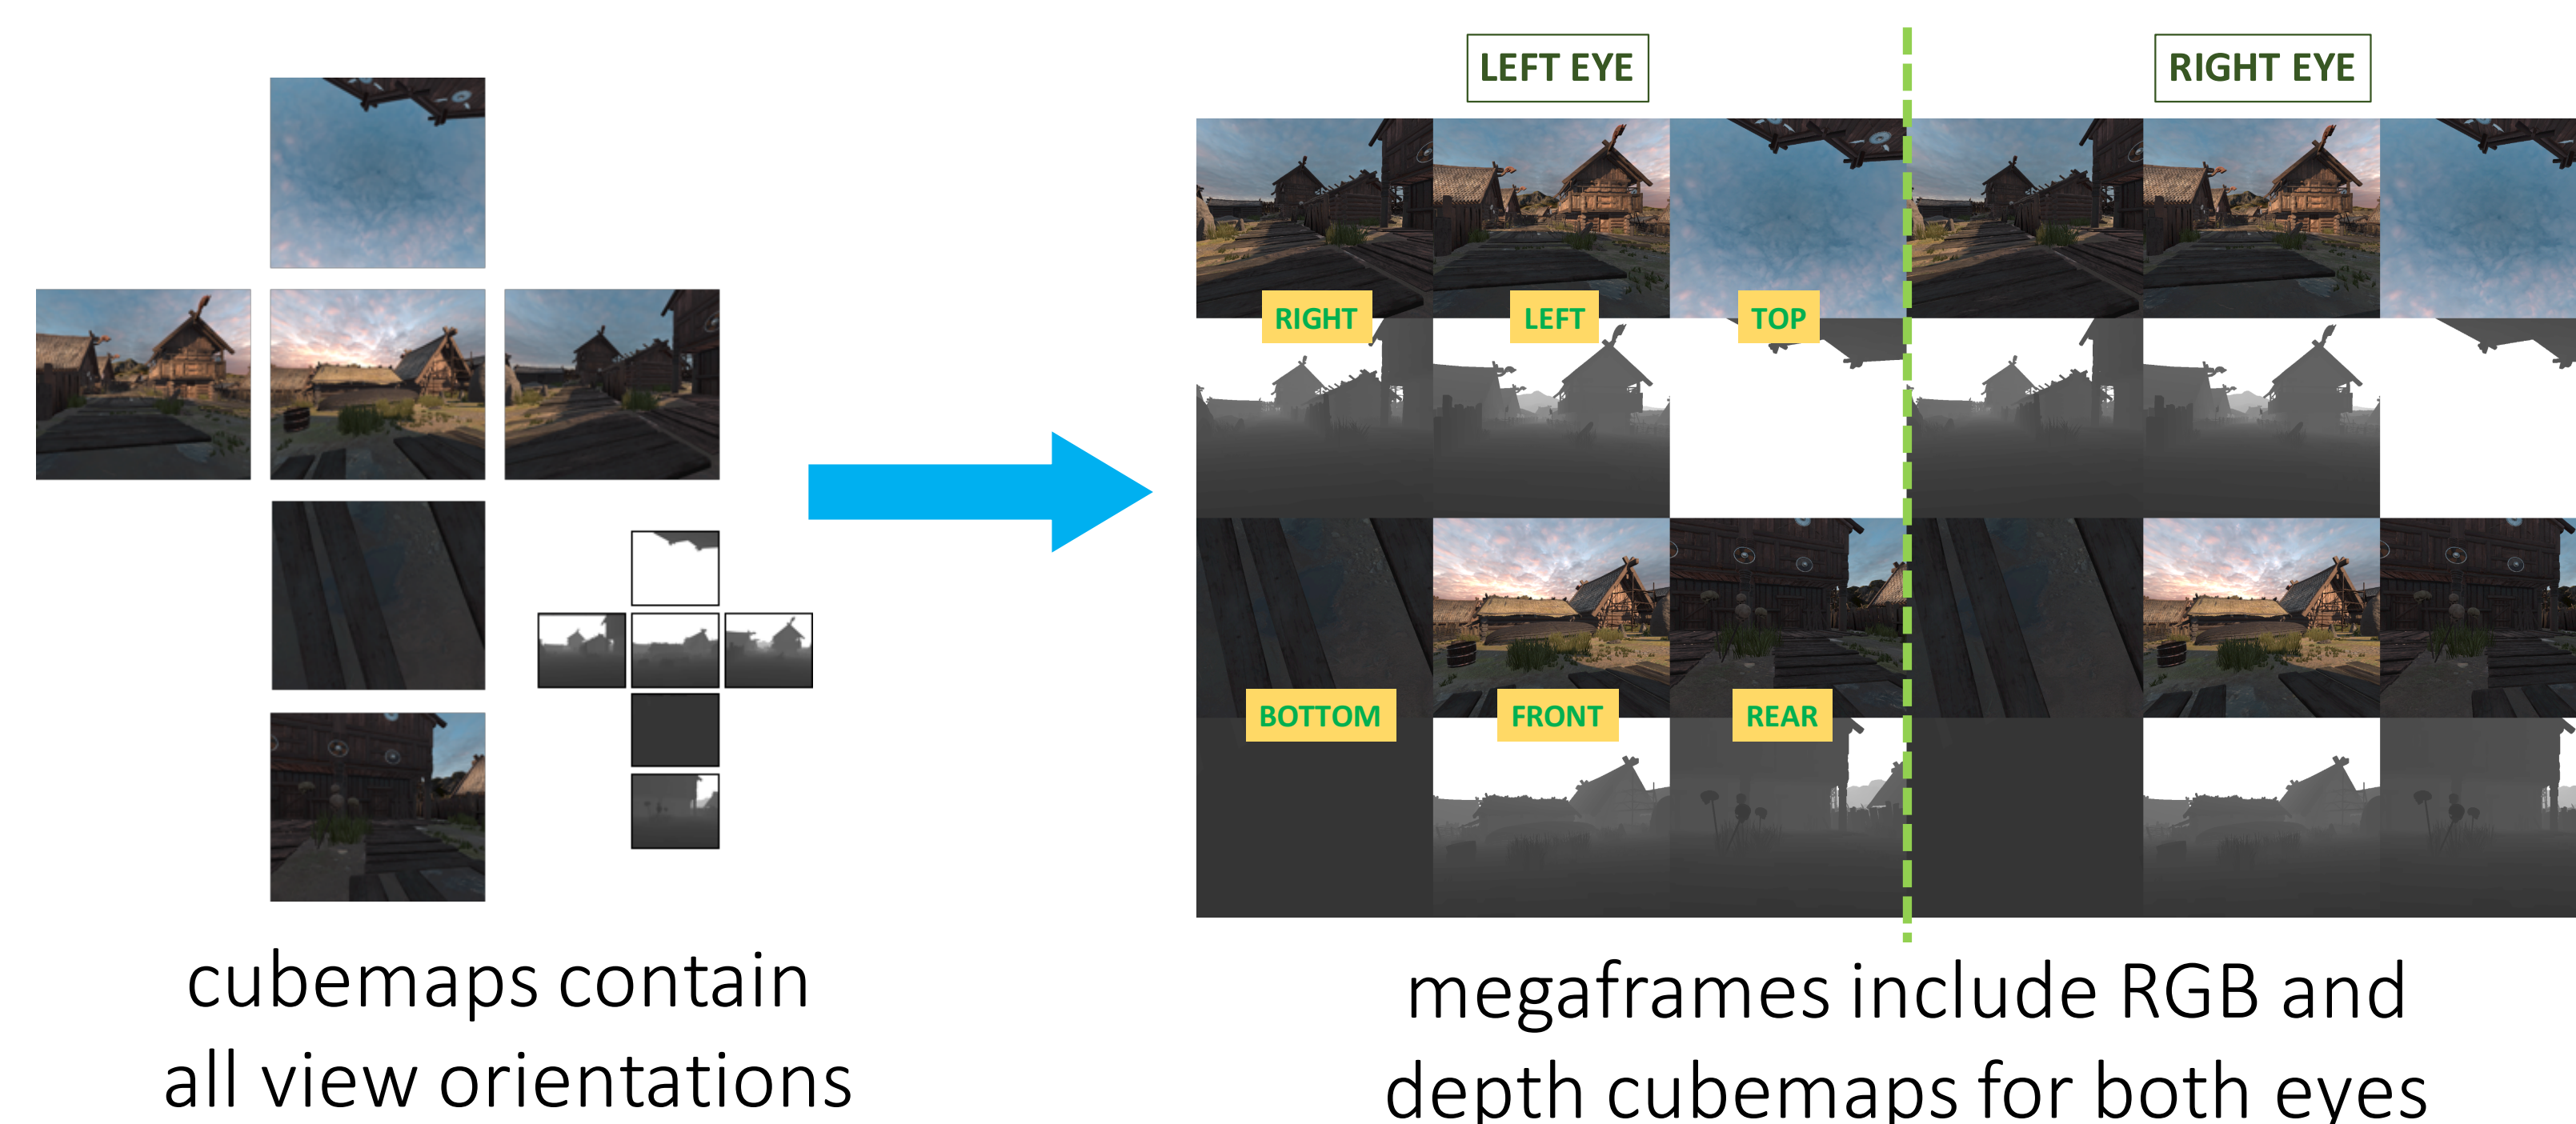 LEFT EYE
RIGHT EYE
RIGHT
LEFT
TOP
BOTTOM
FRONT
REAR
cubemaps contain
all view orientations
megaframes include RGB and
depth cubemaps for both eyes